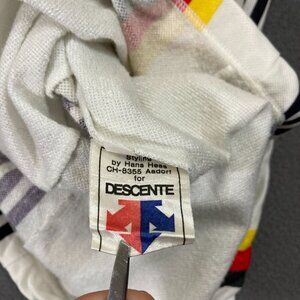 Styling
by Hans Hess
CH-8355 Aadorf
for
DESCENTE